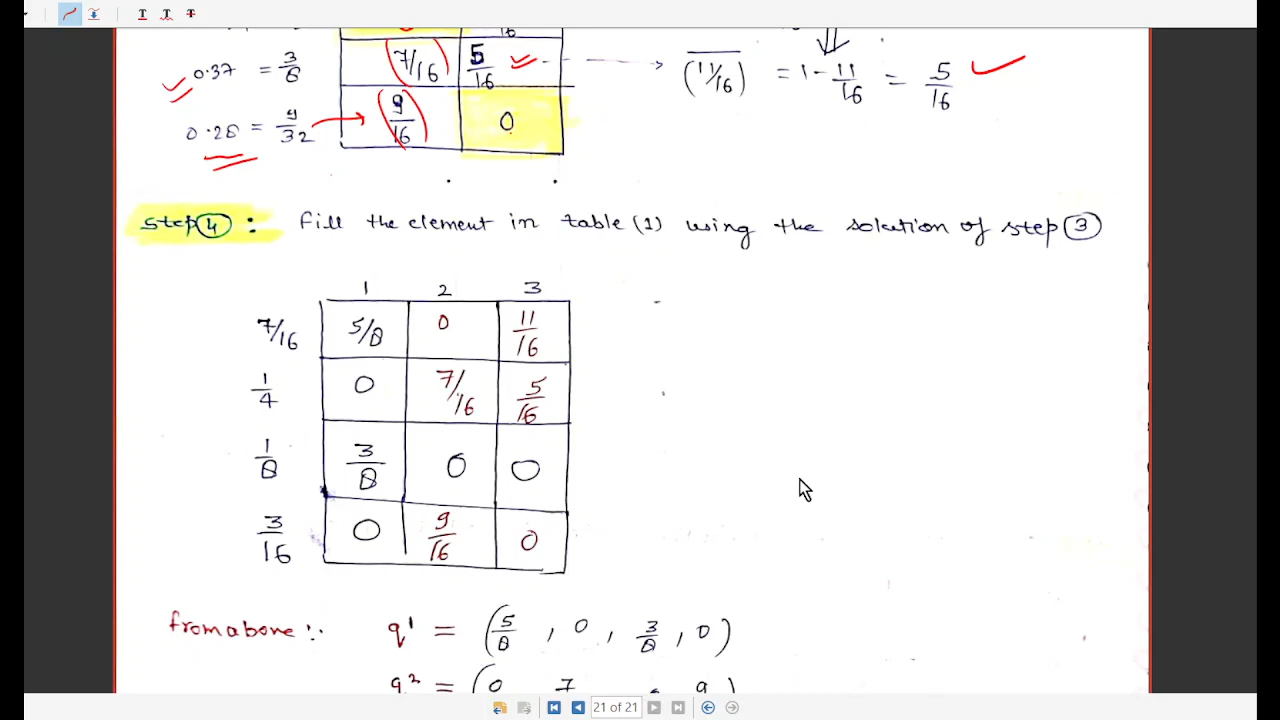 T T T
0.37 = 3/8 7/16 5/16 (11/16) = 1 - 11/16 = 5/16
0.28 = 9/32 9/16 0
Step 4 : Fill the element in table (1) using the solution of step 3
1 2 3
7/16 5/8 0 11/16
1/4 0 7/16 5/16
1/8 3/8 0 0
3/16 0 9/16 0
from above :. q1 = (5/8, 0, 3/8, 0)
q2 = (0 7 9)
21 of 21